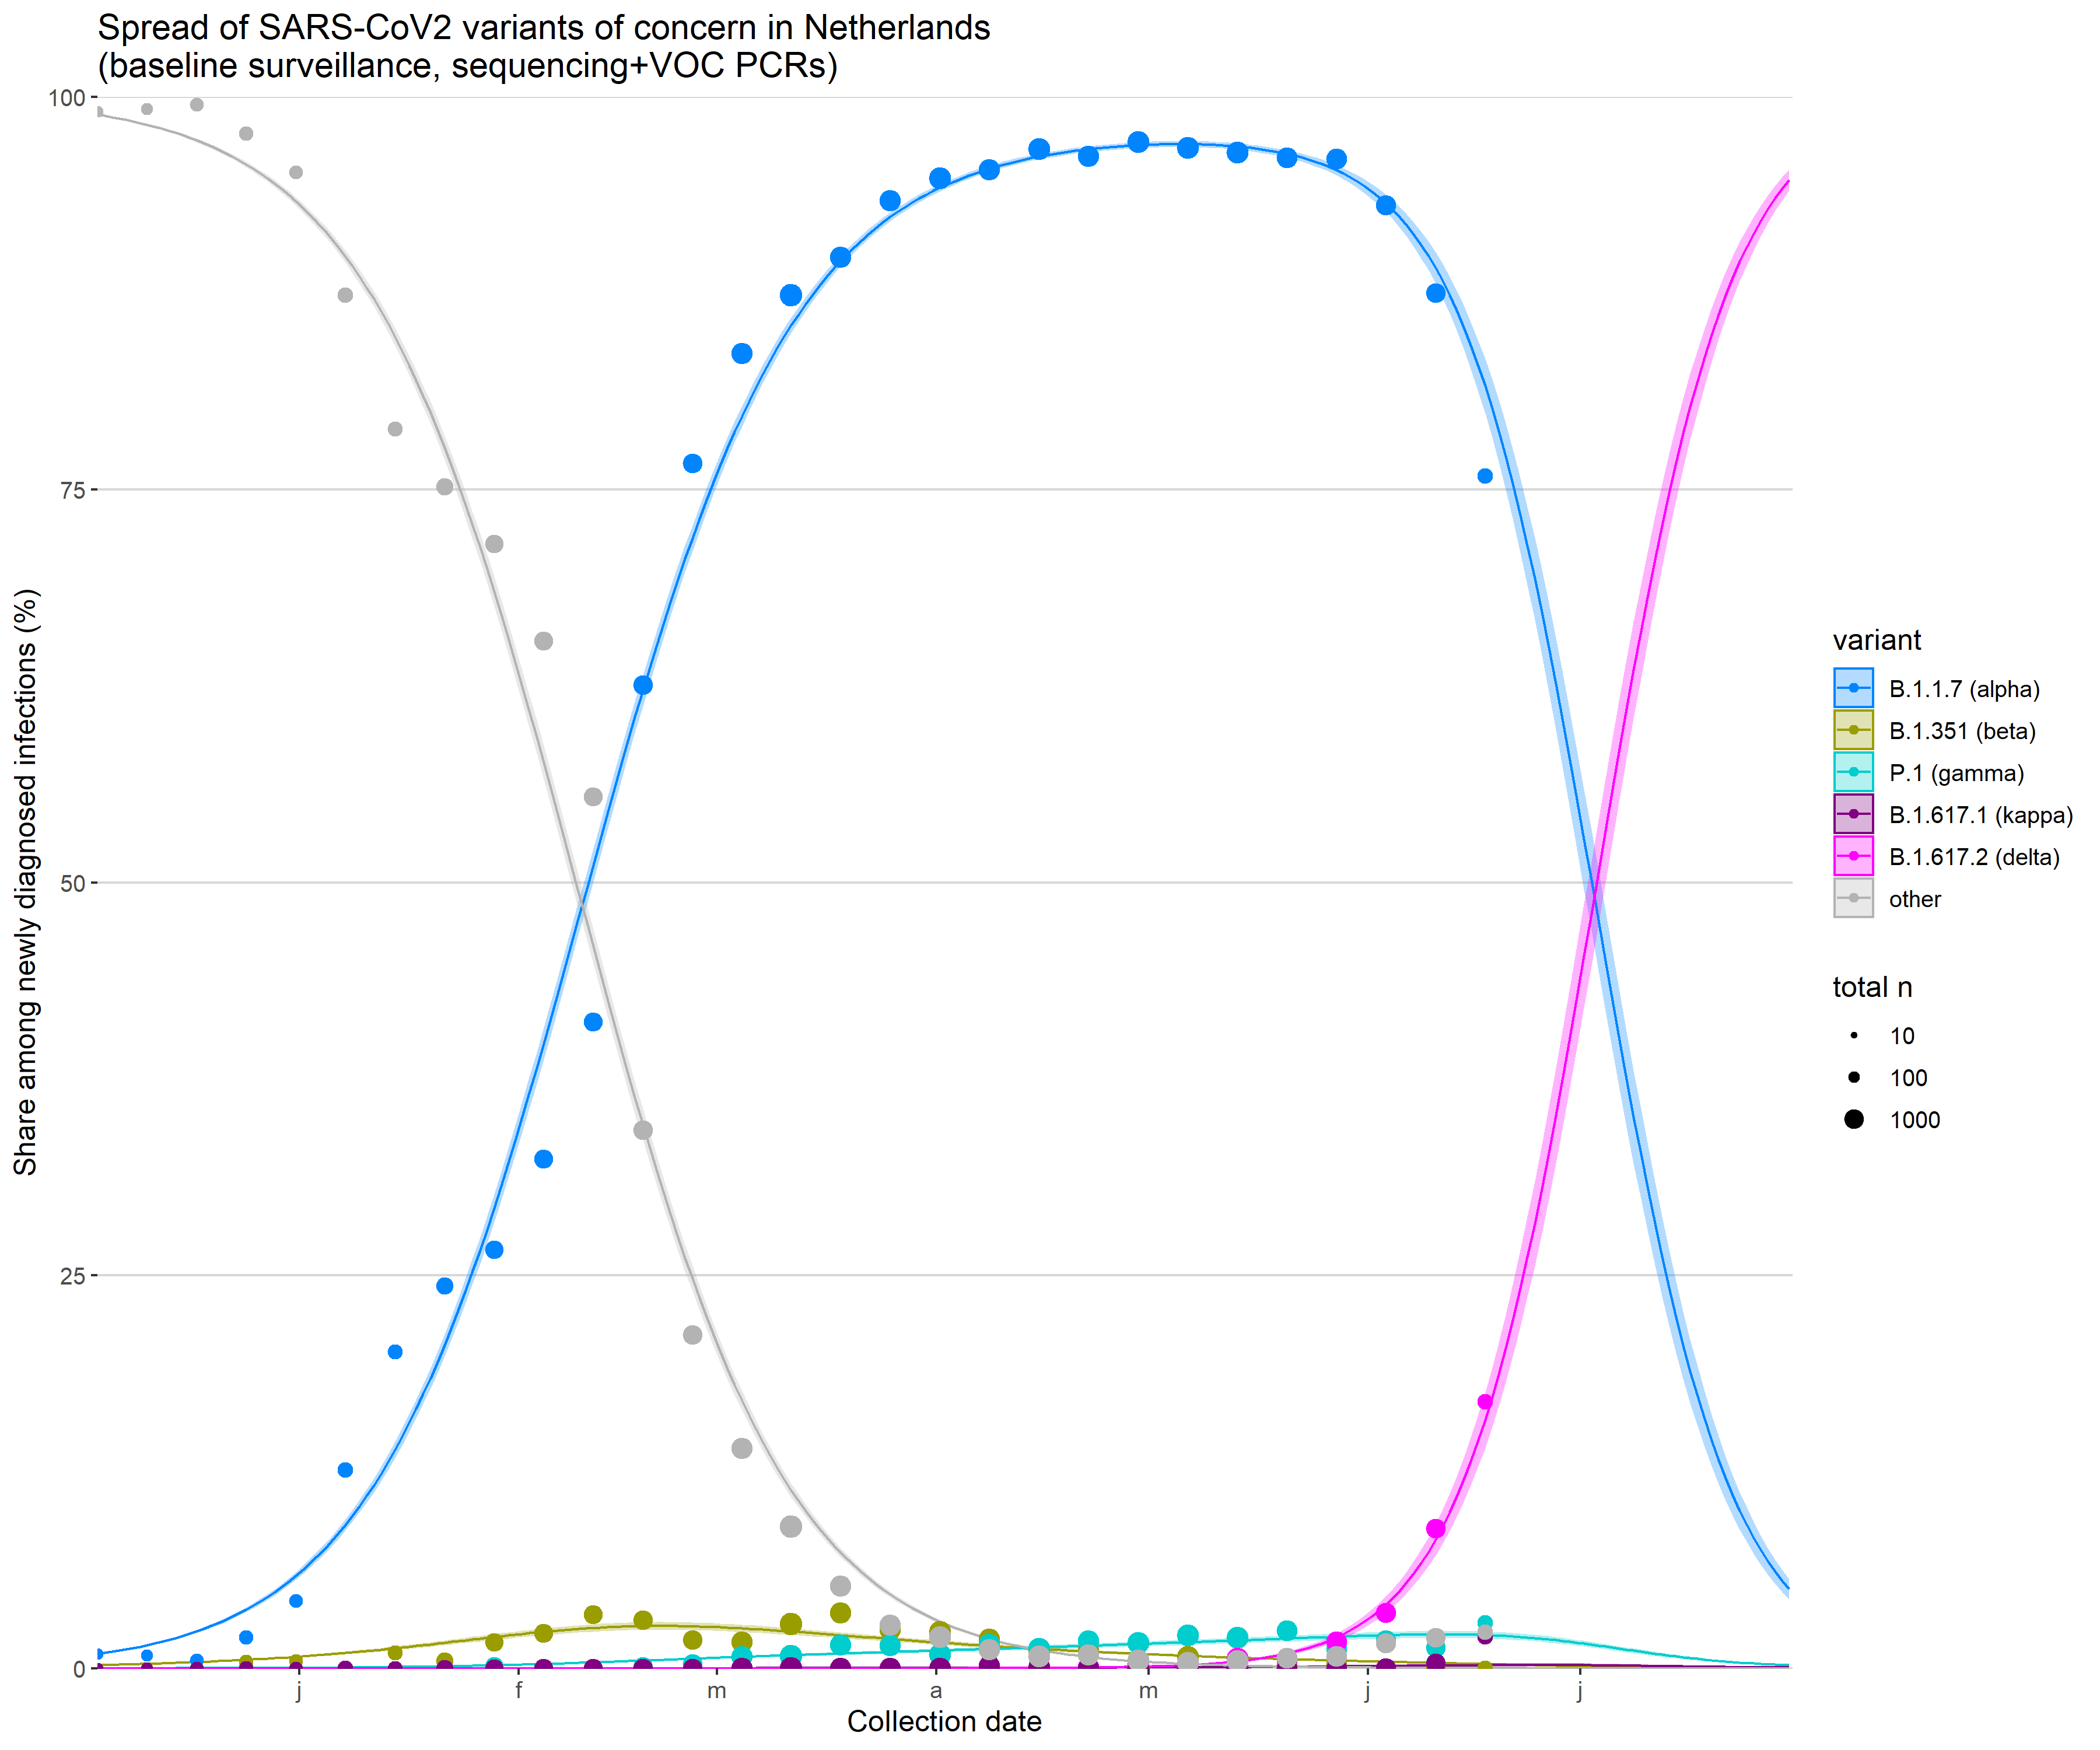 Spread of SARS-CoV2 variants of concern in Netherlands
(baseline surveillance, sequencing+VOC PCRs)
Share among newly diagnosed infections (%)
100
75
50
25
0
j
f
m
a
m
j
j
Collection date
variant
B.1.1.7 (alpha)
B.1.351 (beta)
P.1 (gamma)
B.1.617.1 (kappa)
B.1.617.2 (delta)
other
total n
10
100
1000